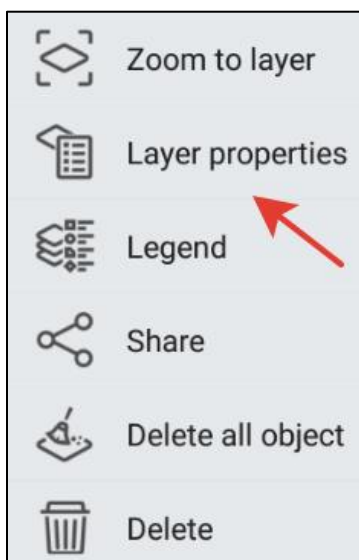 Zoom to layer
Layer properties
Legend
Share
Delete all object
Delete